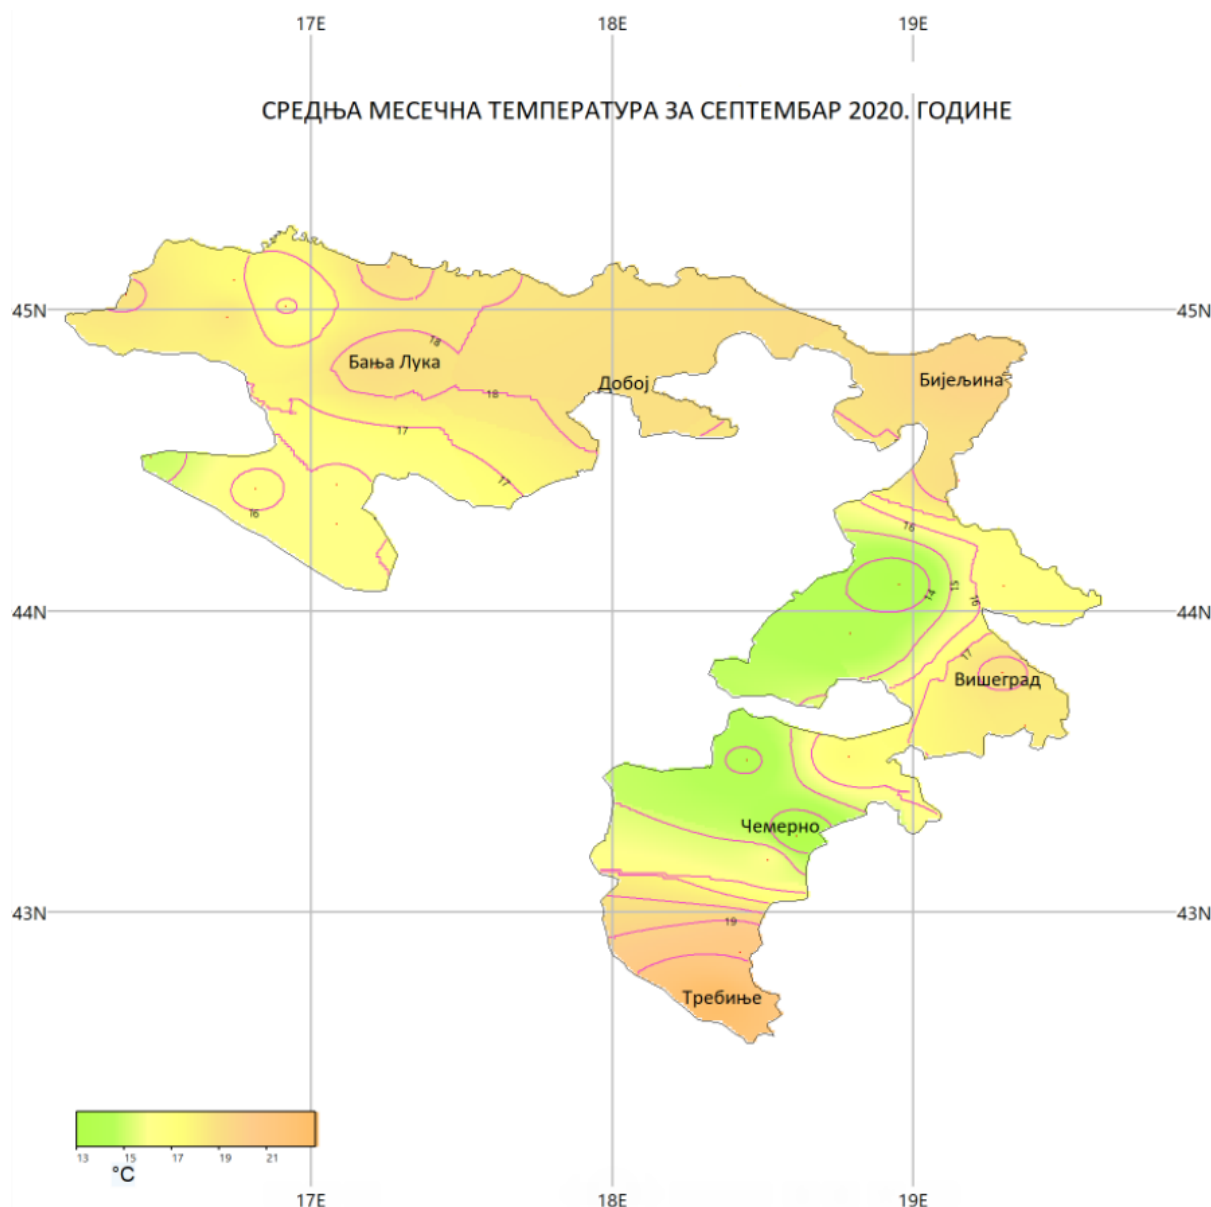 17E 18E 19E
СРЕДЊА МЕСЕЧНА ТЕМПЕРАТУРА ЗА СЕПТЕМБАР 2020. ГОДИНЕ
45N 45N
18
Бања Лука
Добој
Бијељина
18
17
17
16
16
14
15
16
44N 44N
17
Вишеград
Чемерно
43N 43N
19
Требиње
13 15 17 19 21
°C
17E 18E 19E